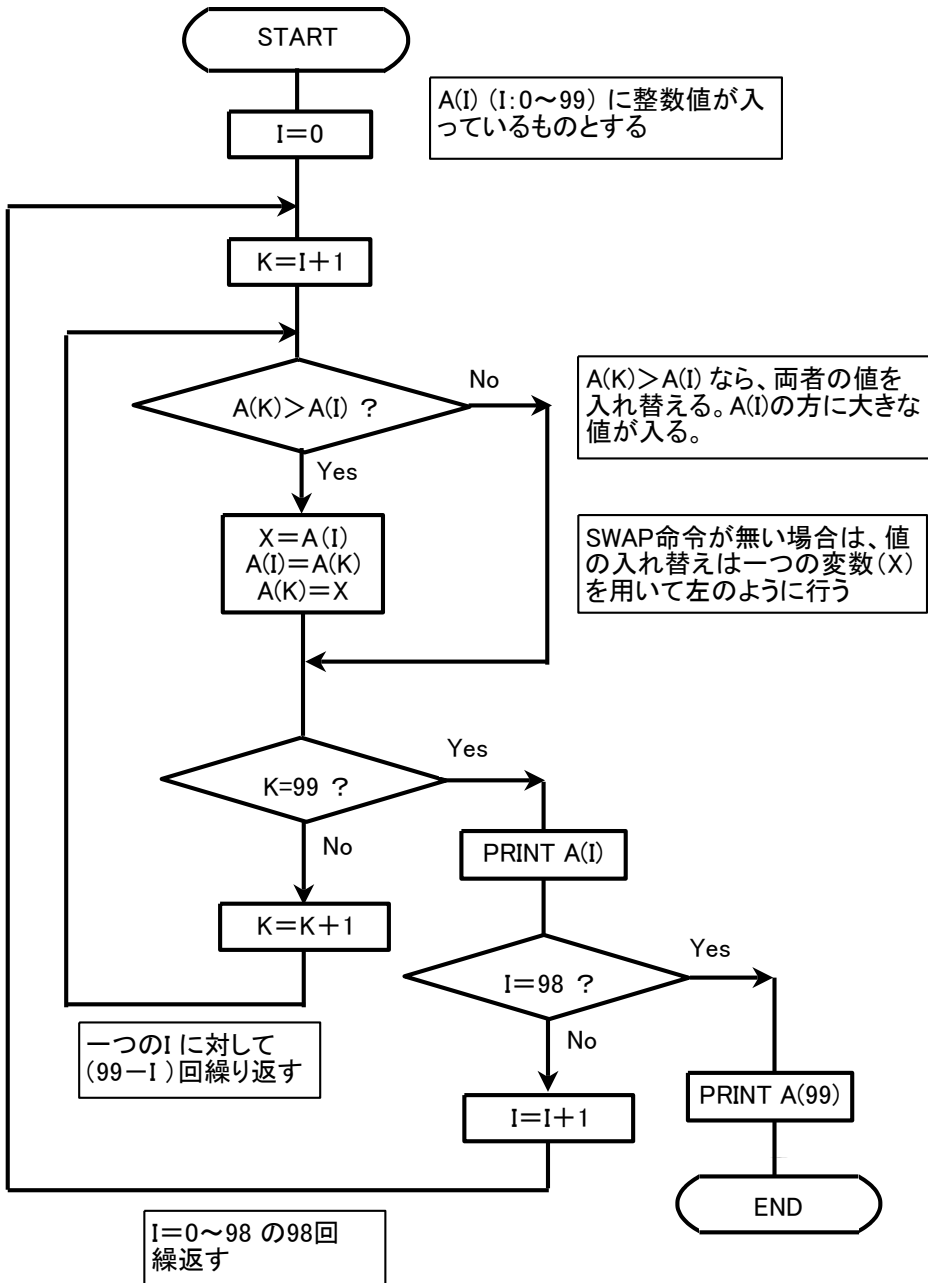 START
A(I) (I:0～99) に整数値が入
っているものとする
I＝0
K＝I＋1
A(K)＞A(I) ？
No
A(K)＞A(I) なら、両者の値を
入れ替える。A(I)の方に大きな
値が入る。
Yes
X＝A(I)
A(I)＝A(K)
A(K)＝X
SWAP命令が無い場合は、値
の入れ替えは一つの変数(X)
を用いて左のように行う
K=99 ？
Yes
No
PRINT A(I)
K＝K＋1
I＝98 ？
Yes
No
一つのI に対して
(99－I )回繰り返す
I＝I＋1
PRINT A(99)
END
I＝0～98 の98回
繰返す